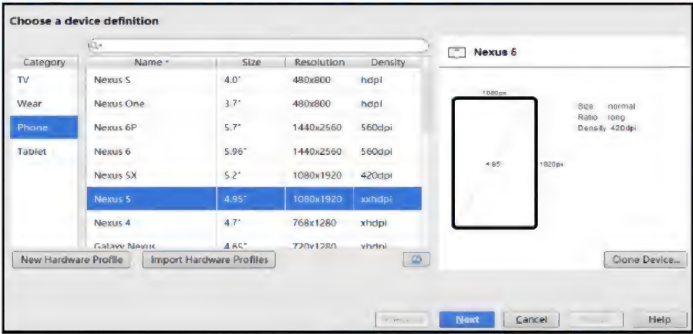 Choose a device definition
Category Name Size Resolution Density
TV
Wear
Phone
Tablet
Nexus S 4.0" 480x800 hdpi
Nexus One 3.7" 480x800 hdpi
Nexus 6P 5.7" 1440x2560 560dpi
Nexus 6 5.96" 1440x2560 560dpi
Nexus 5X 5.2" 1080x1920 420dpi
Nexus 5 4.95" 1080x1920 xxhdpi
Nexus 4 4.7" 768x1280 xhdpi
Galaxy Nexus 4.65" 720x1280 xhdpi
New Hardware Profile Import Hardware Profiles
Nexus 6
1080px
4.95"
1920px
Size normal
Ratio long
Density 420dpi
Clone Device...
Next Cancel Help